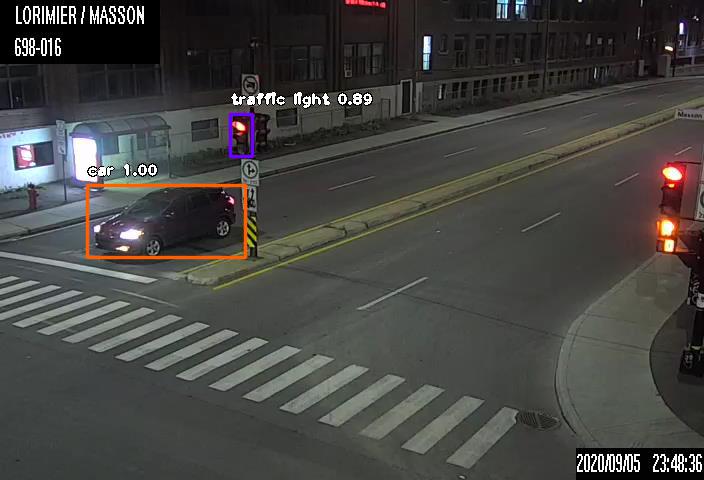 LORIMIER / MASSON
698-016
traffic light 0.89
car 1.00
Masson
2020/09/05 23:48:36